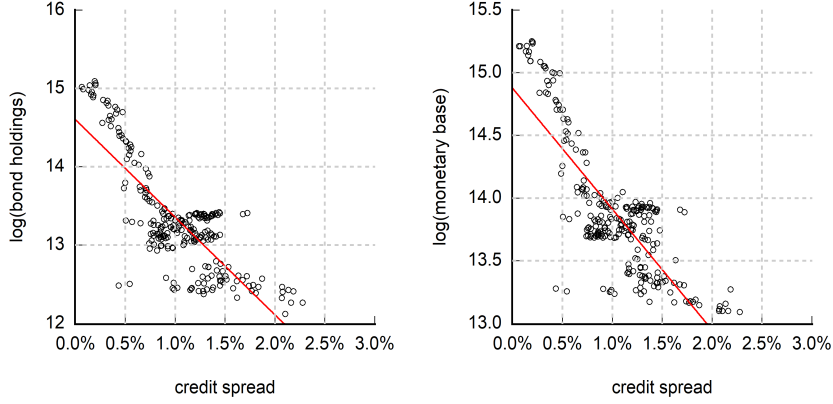 16
15
14
13
12
log(bond holdings)
0.0% 0.5% 1.0% 1.5% 2.0% 2.5% 3.0%
credit spread
15.5
15.0
14.5
14.0
13.5
13.0
log(monetary base)
0.0% 0.5% 1.0% 1.5% 2.0% 2.5% 3.0%
credit spread